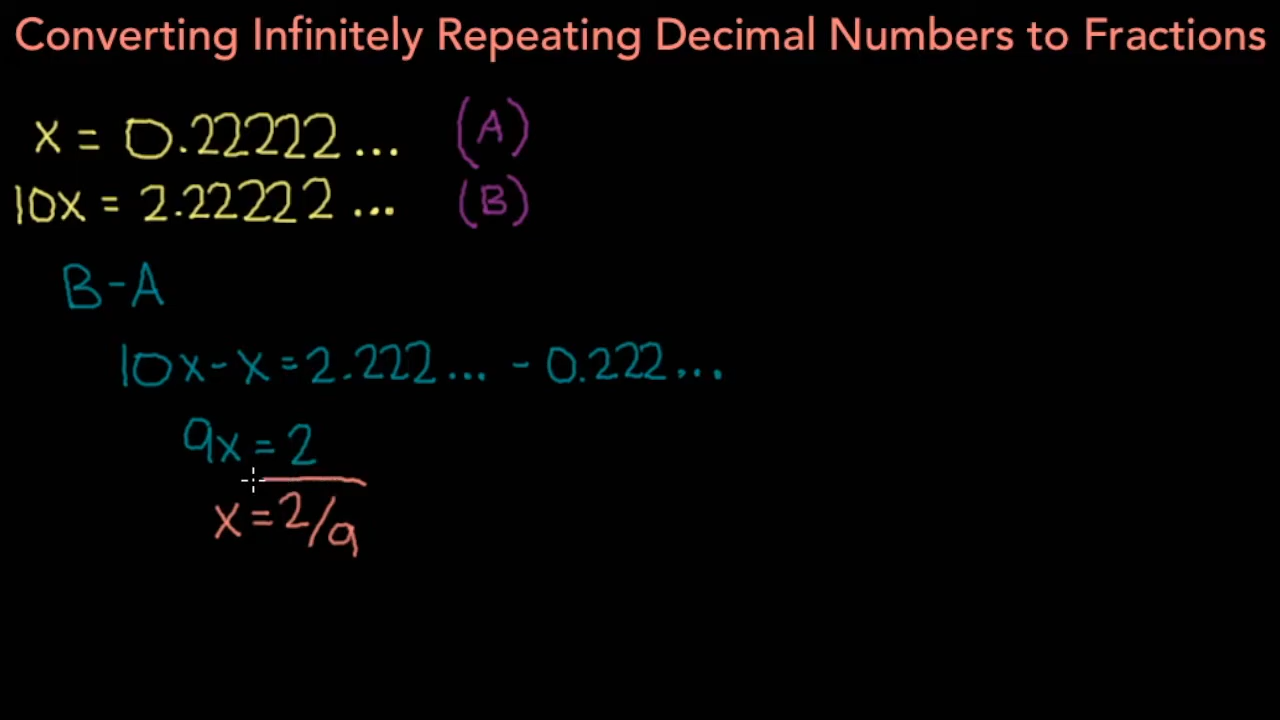 Converting Infinitely Repeating Decimal Numbers to Fractions
x = 0.22222... (A)
10x = 2.22222... (B)
B-A
10x-x=2.222... - 0.222...
9x=2
x=2/9